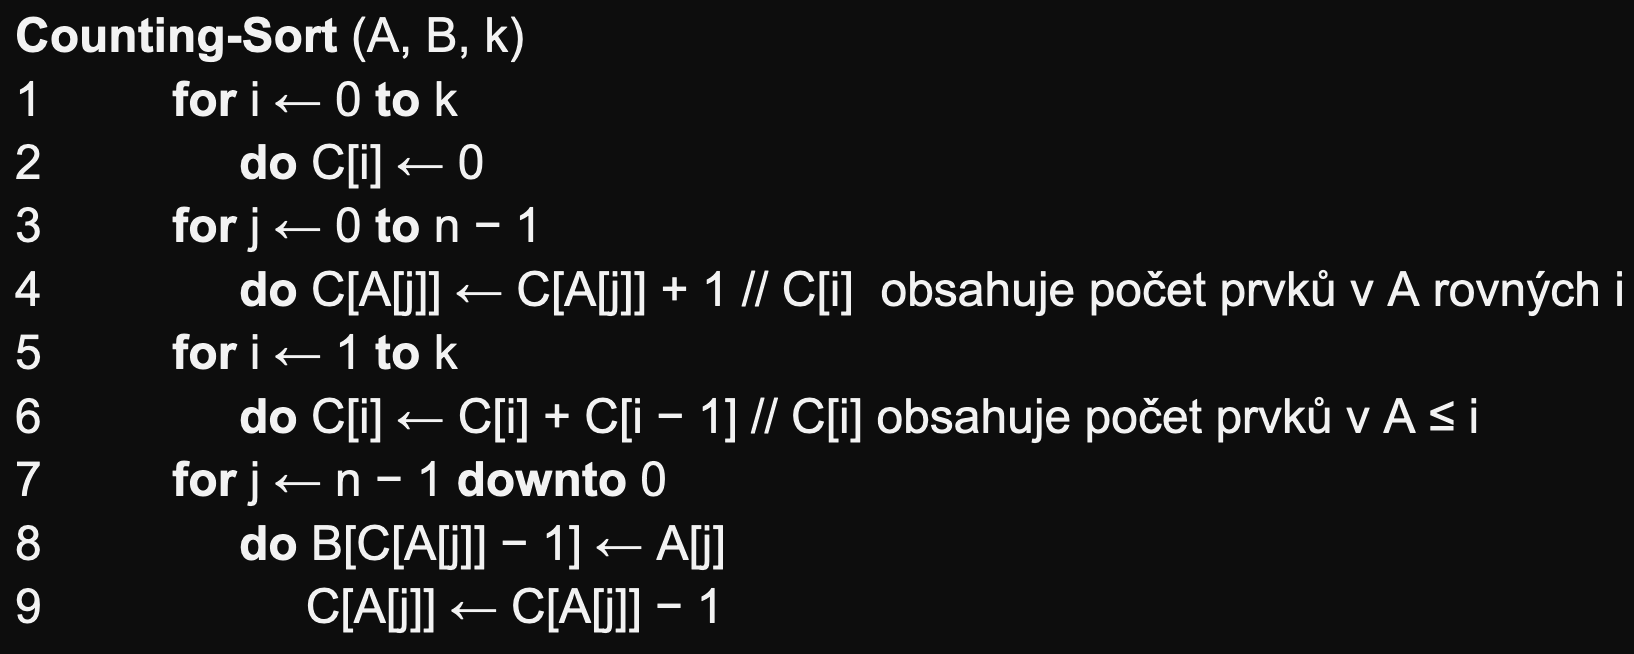 Counting-Sort (A, B, k)
1 for i ← 0 to k
2 do C[i] ← 0
3 for j ← 0 to n − 1
4 do C[A[j]] ← C[A[j]] + 1 // C[i] obsahuje počet prvků v A rovných i
5 for i ← 1 to k
6 do C[i] ← C[i] + C[i − 1] // C[i] obsahuje počet prvků v A ≤ i
7 for j ← n − 1 downto 0
8 do B[C[A[j]] − 1] ← A[j]
9 C[A[j]] ← C[A[j]] − 1